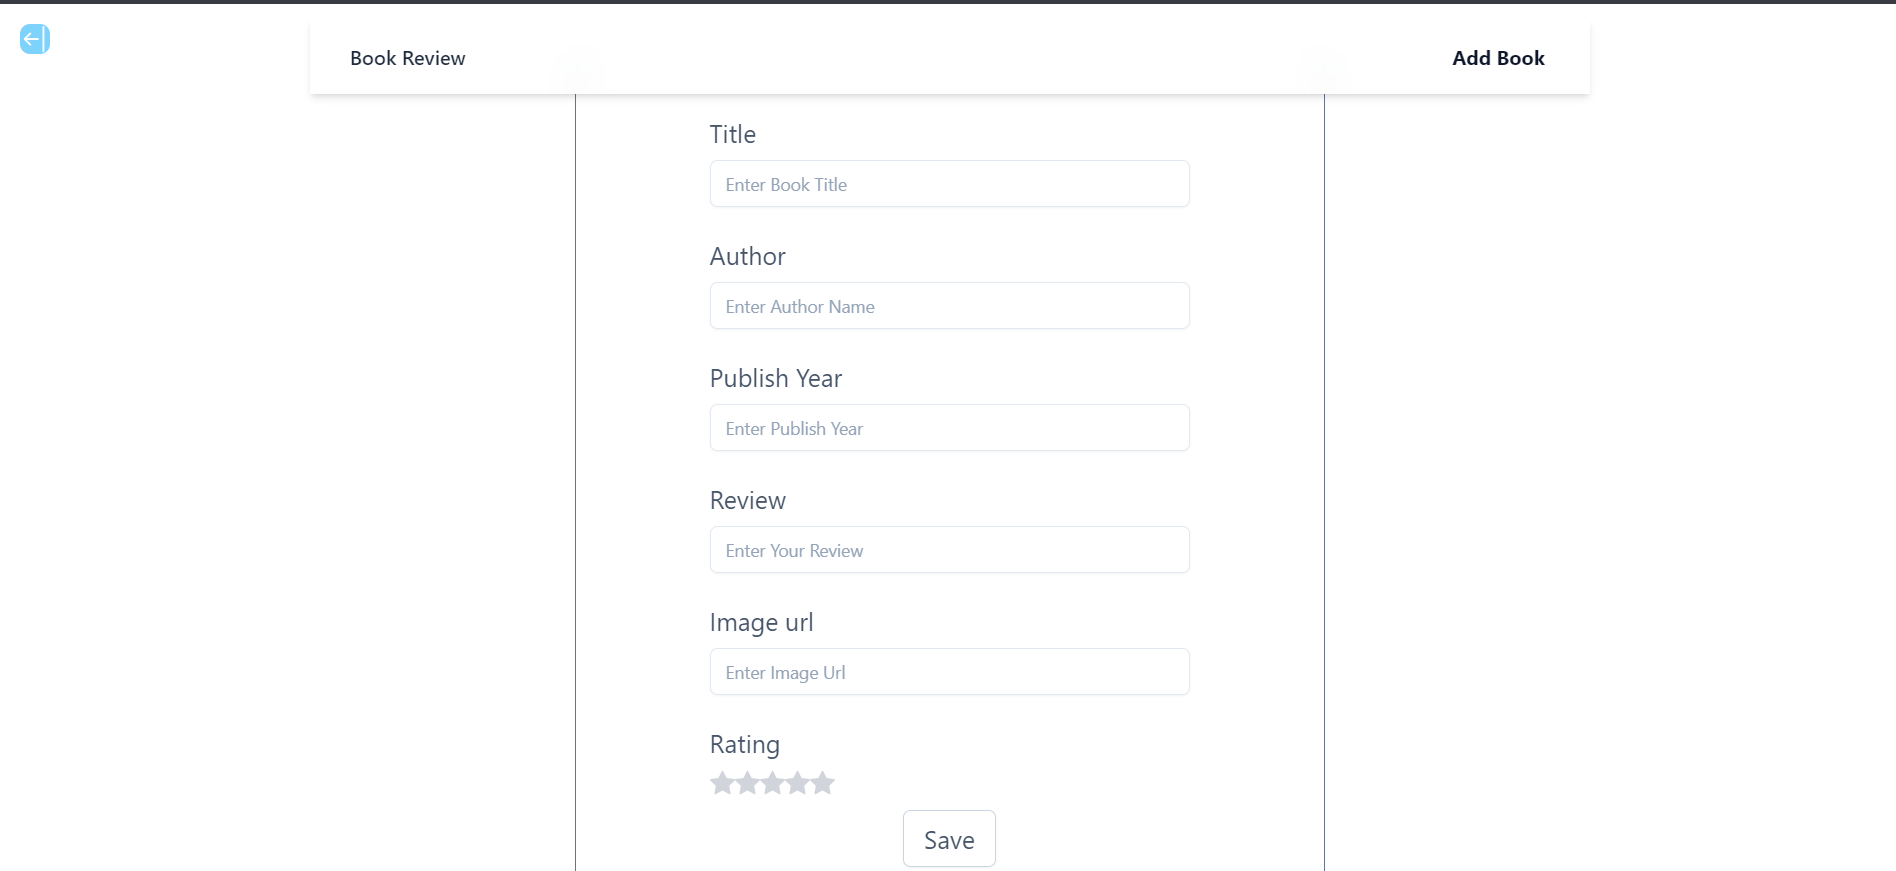 Book Review
Add Book
Title
Enter Book Title
Author
Enter Author Name
Publish Year
Enter Publish Year
Review
Enter Your Review
Image url
Enter Image Url
Rating
Save